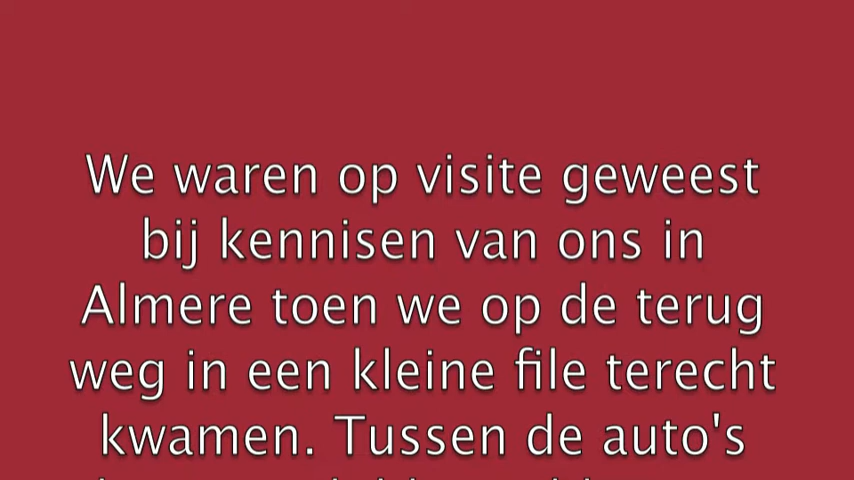 We waren op visite geweest
bij kennisen van ons in
Almere toen we op de terug
weg in een kleine file terecht
kwamen. Tussen de auto's